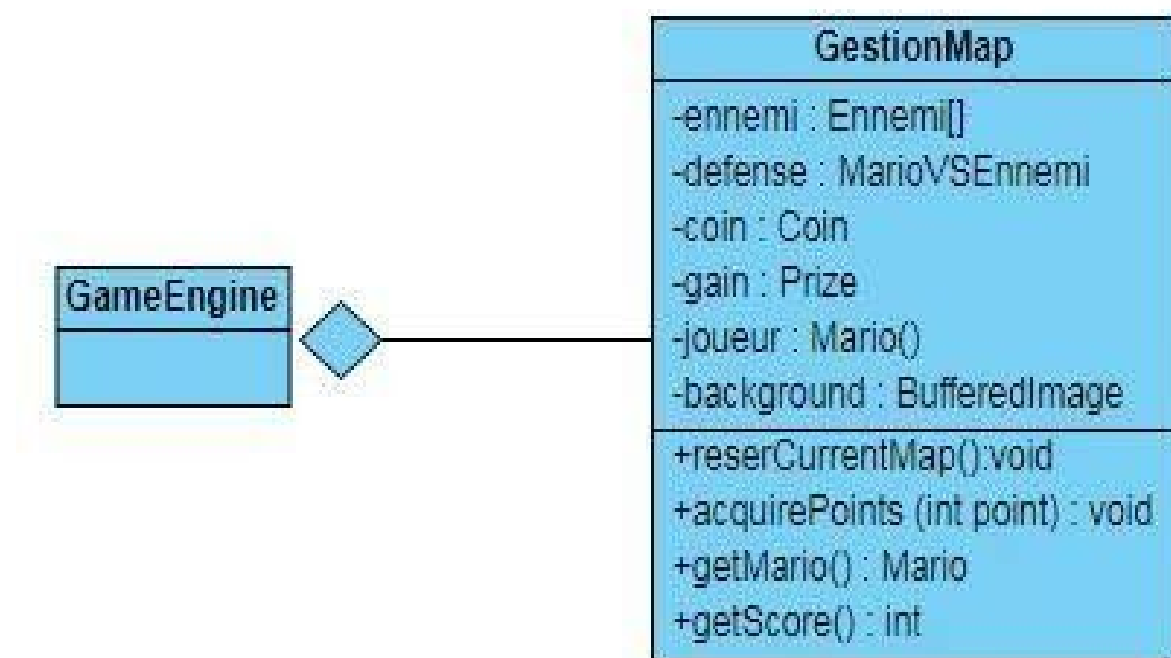 GameEngine
GestionMap
-ennemi : Ennemi[]
-defense : MarioVSEnnemi
-coin : Coin
-gain : Prize
-joueur : Mario()
-background : BufferedImage
+reserCurrentMap():void
+acquirePoints (int point) : void
+getMario() : Mario
+getScore() : int